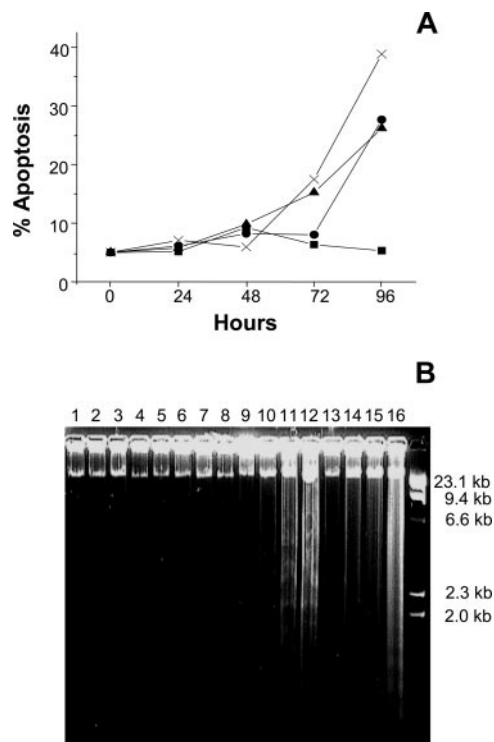 A
40
30
20
10
0
% Apoptosis
0 24 48 72 96
Hours
B
1 2 3 4 5 6 7 8 9 10 11 12 13 14 15 16
23.1 kb
9.4 kb
6.6 kb
2.3 kb
2.0 kb